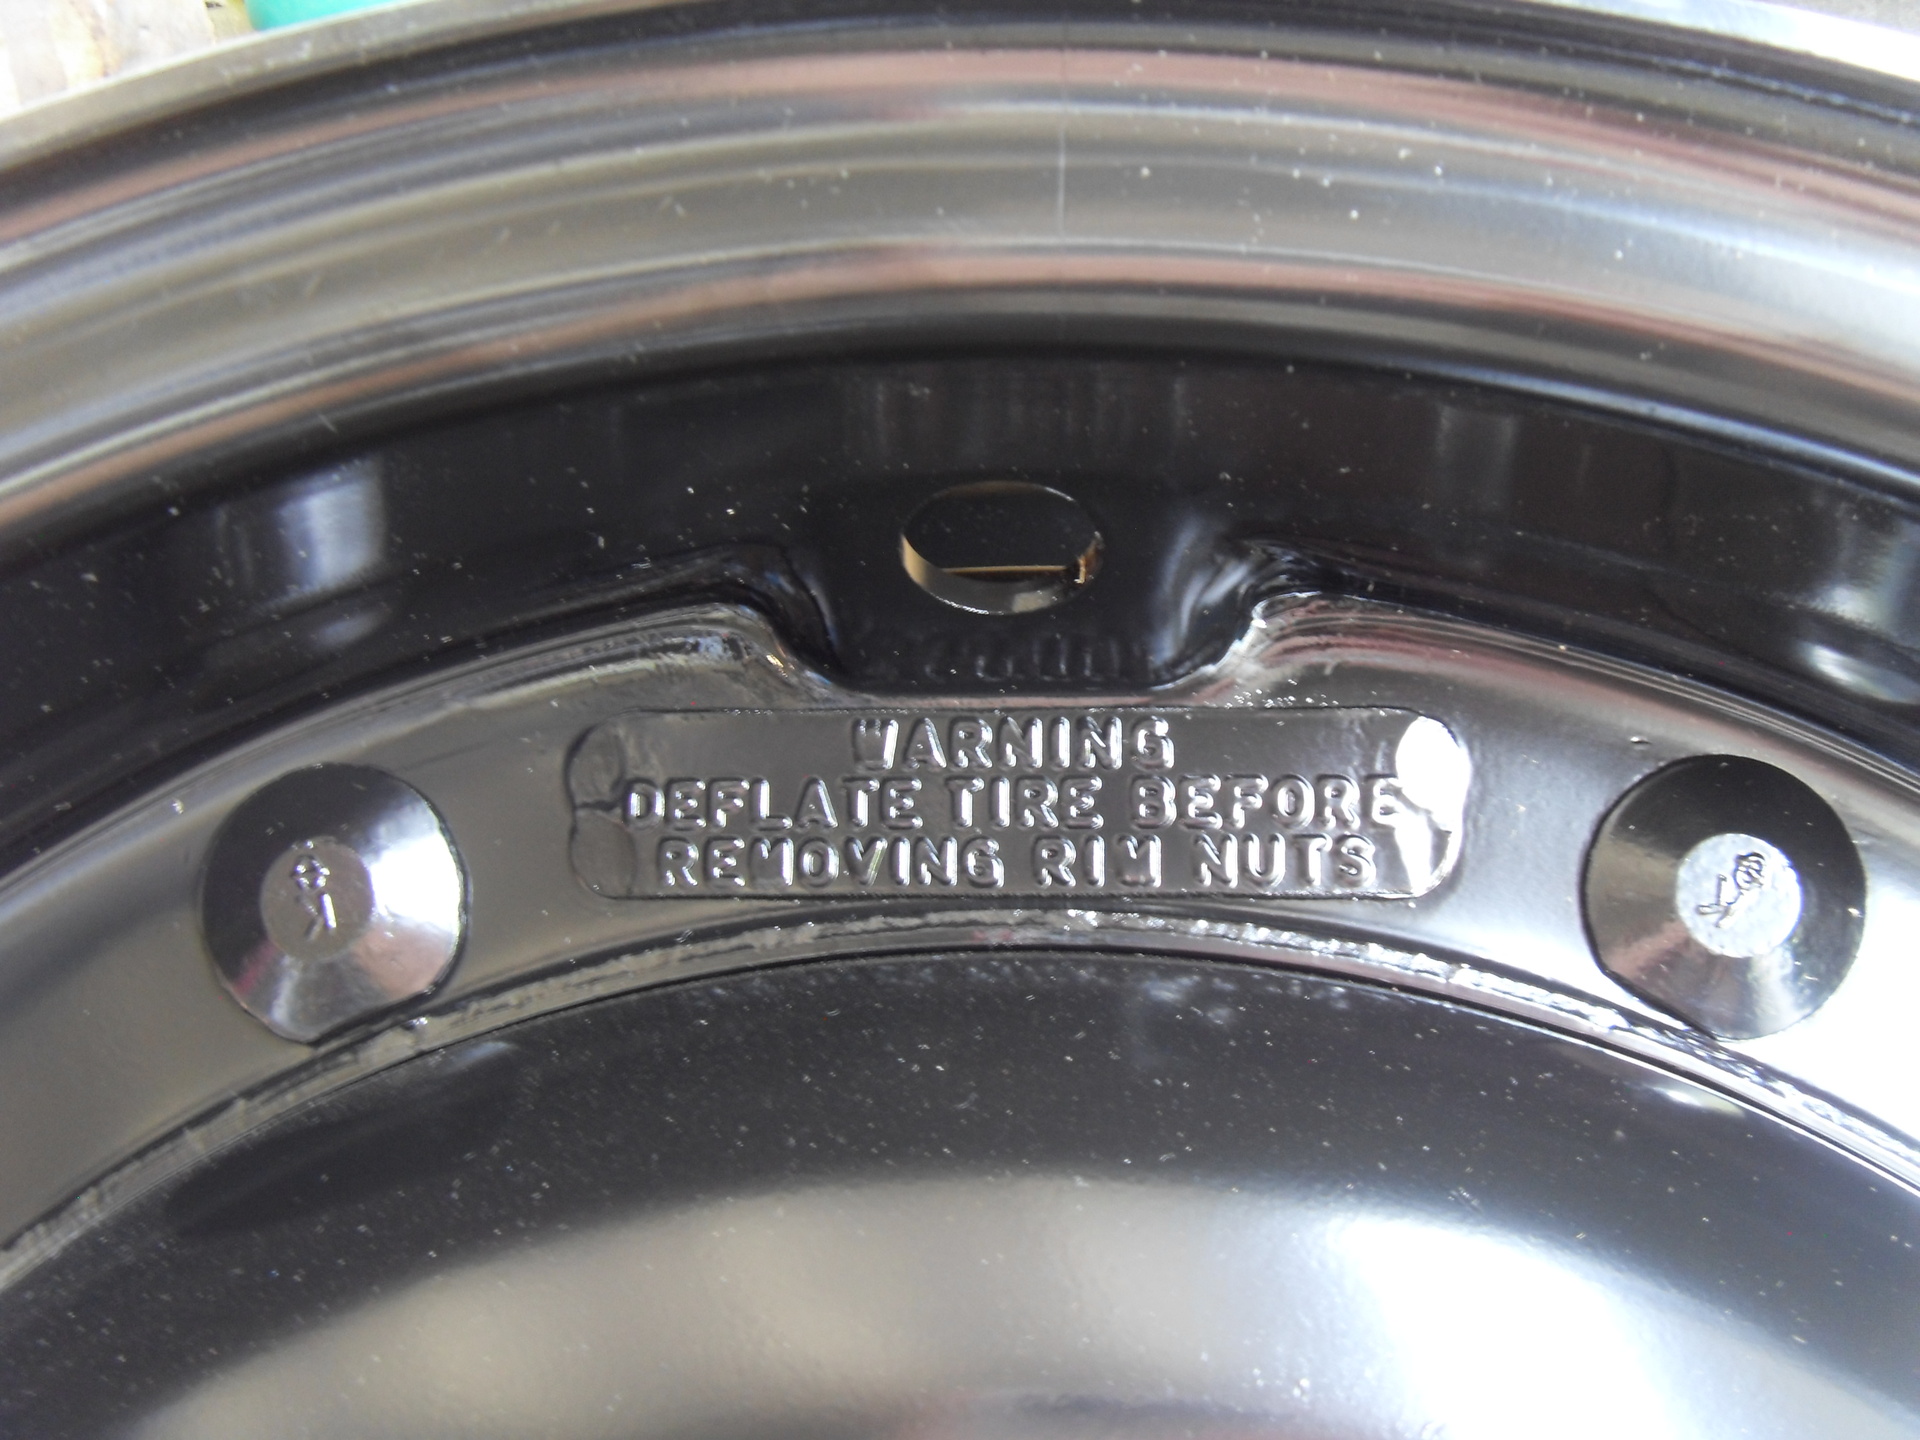 WARNING
DEFLATE TIRE BEFORE
REMOVING RIM NUTS